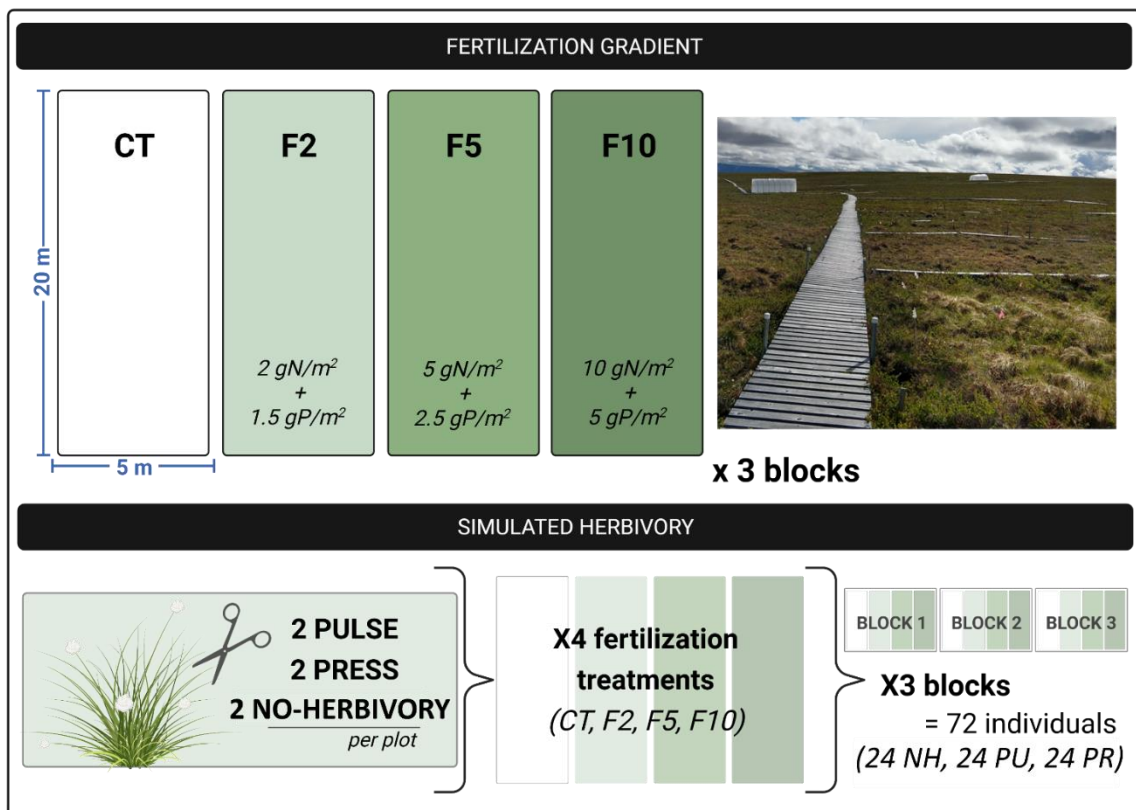 FERTILIZATION GRADIENT
20 m
5 m
CT
F2
2 gN/m²
+
1.5 gP/m²
F5
5 gN/m²
+
2.5 gP/m²
F10
10 gN/m²
+
5 gP/m²
x 3 blocks
SIMULATED HERBIVORY
2 PULSE
2 PRESS
2 NO-HERBIVORY
per plot
X4 fertilization
treatments
(CT, F2, F5, F10)
BLOCK 1
BLOCK 2
BLOCK 3
X3 blocks
= 72 individuals
(24 NH, 24 PU, 24 PR)